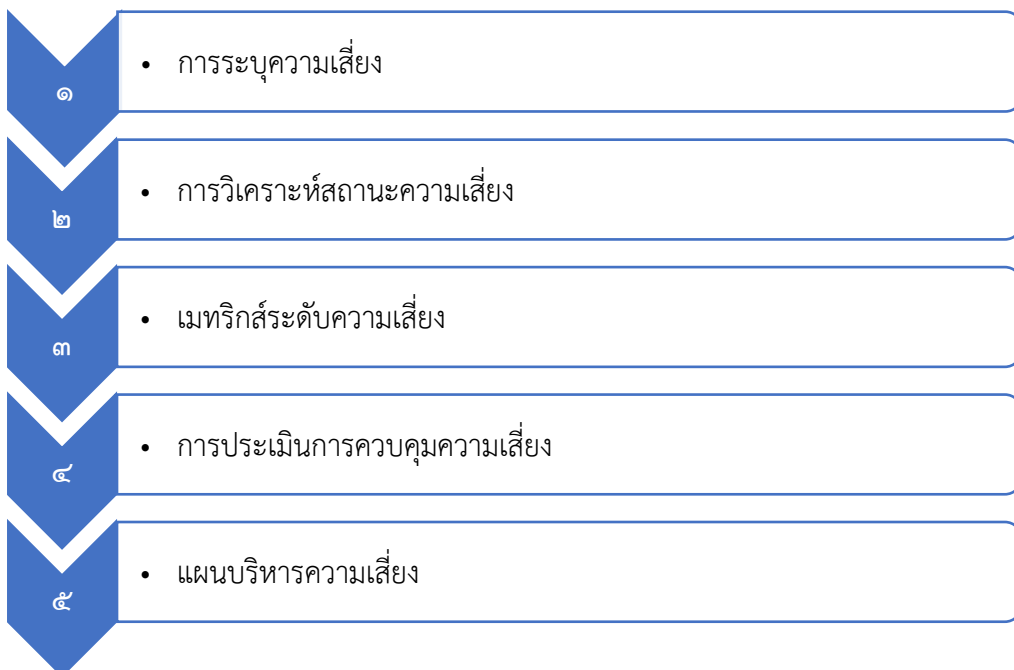 ๑
• การระบุความเสี่ยง
๒
• การวิเคราะห์สถานะความเสี่ยง
๓
• เมทริกส์ระดับความเสี่ยง
๔
• การประเมินการควบคุมความเสี่ยง
๕
• แผนบริหารความเสี่ยง